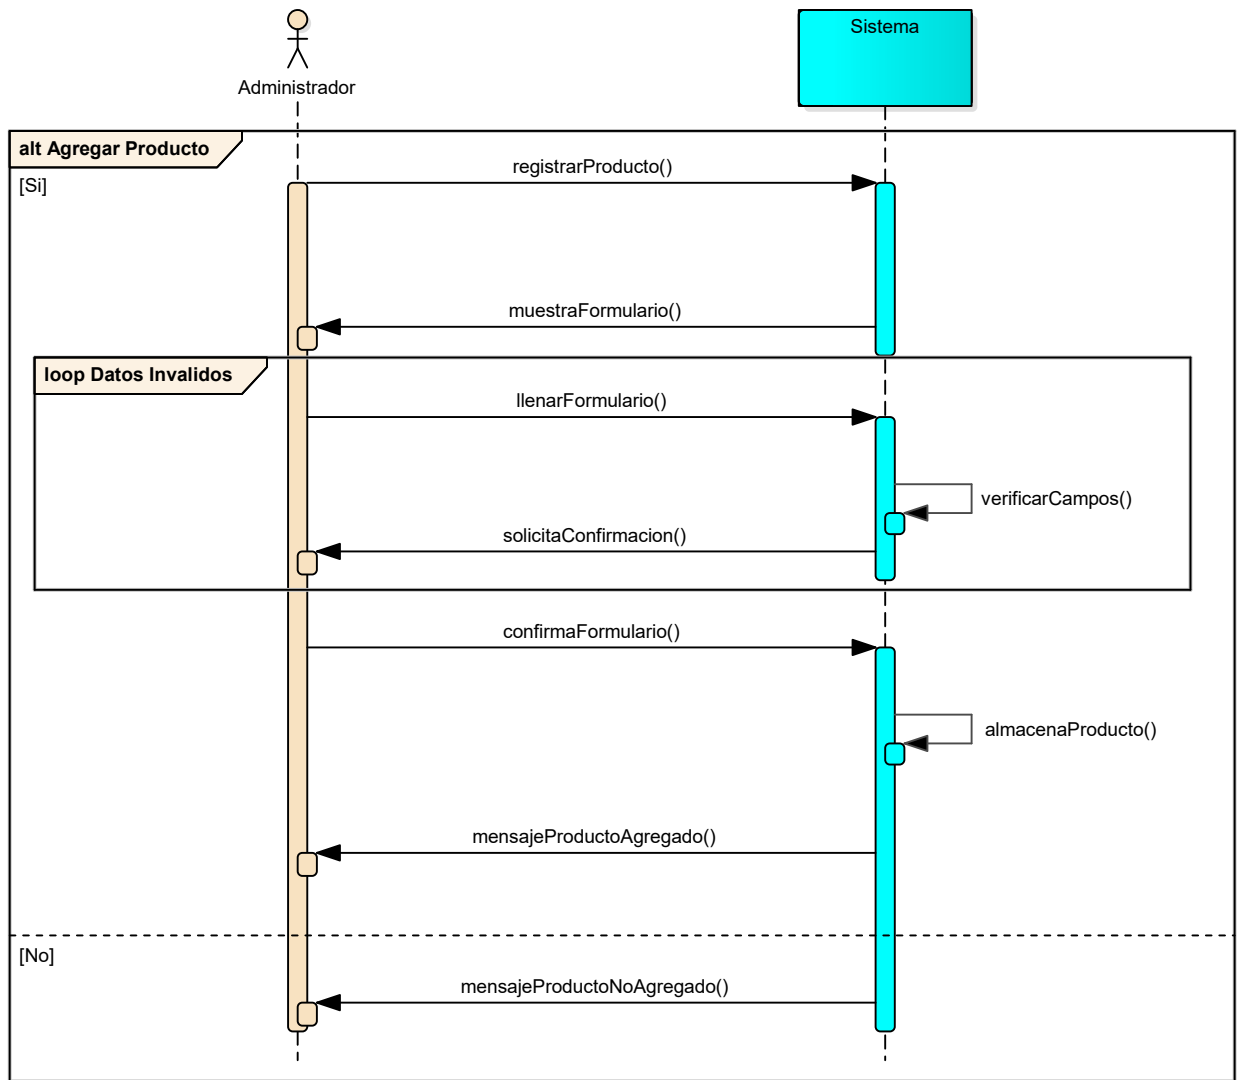 Sistema
Administrador
alt Agregar Producto
registrarProducto()
[Si]
muestraFormulario()
loop Datos Invalidos
llenarFormulario()
verificarCampos()
solicitaConfirmacion()
confirmaFormulario()
almacenaProducto()
mensajeProductoAgregado()
[No]
mensajeProductoNoAgregado()